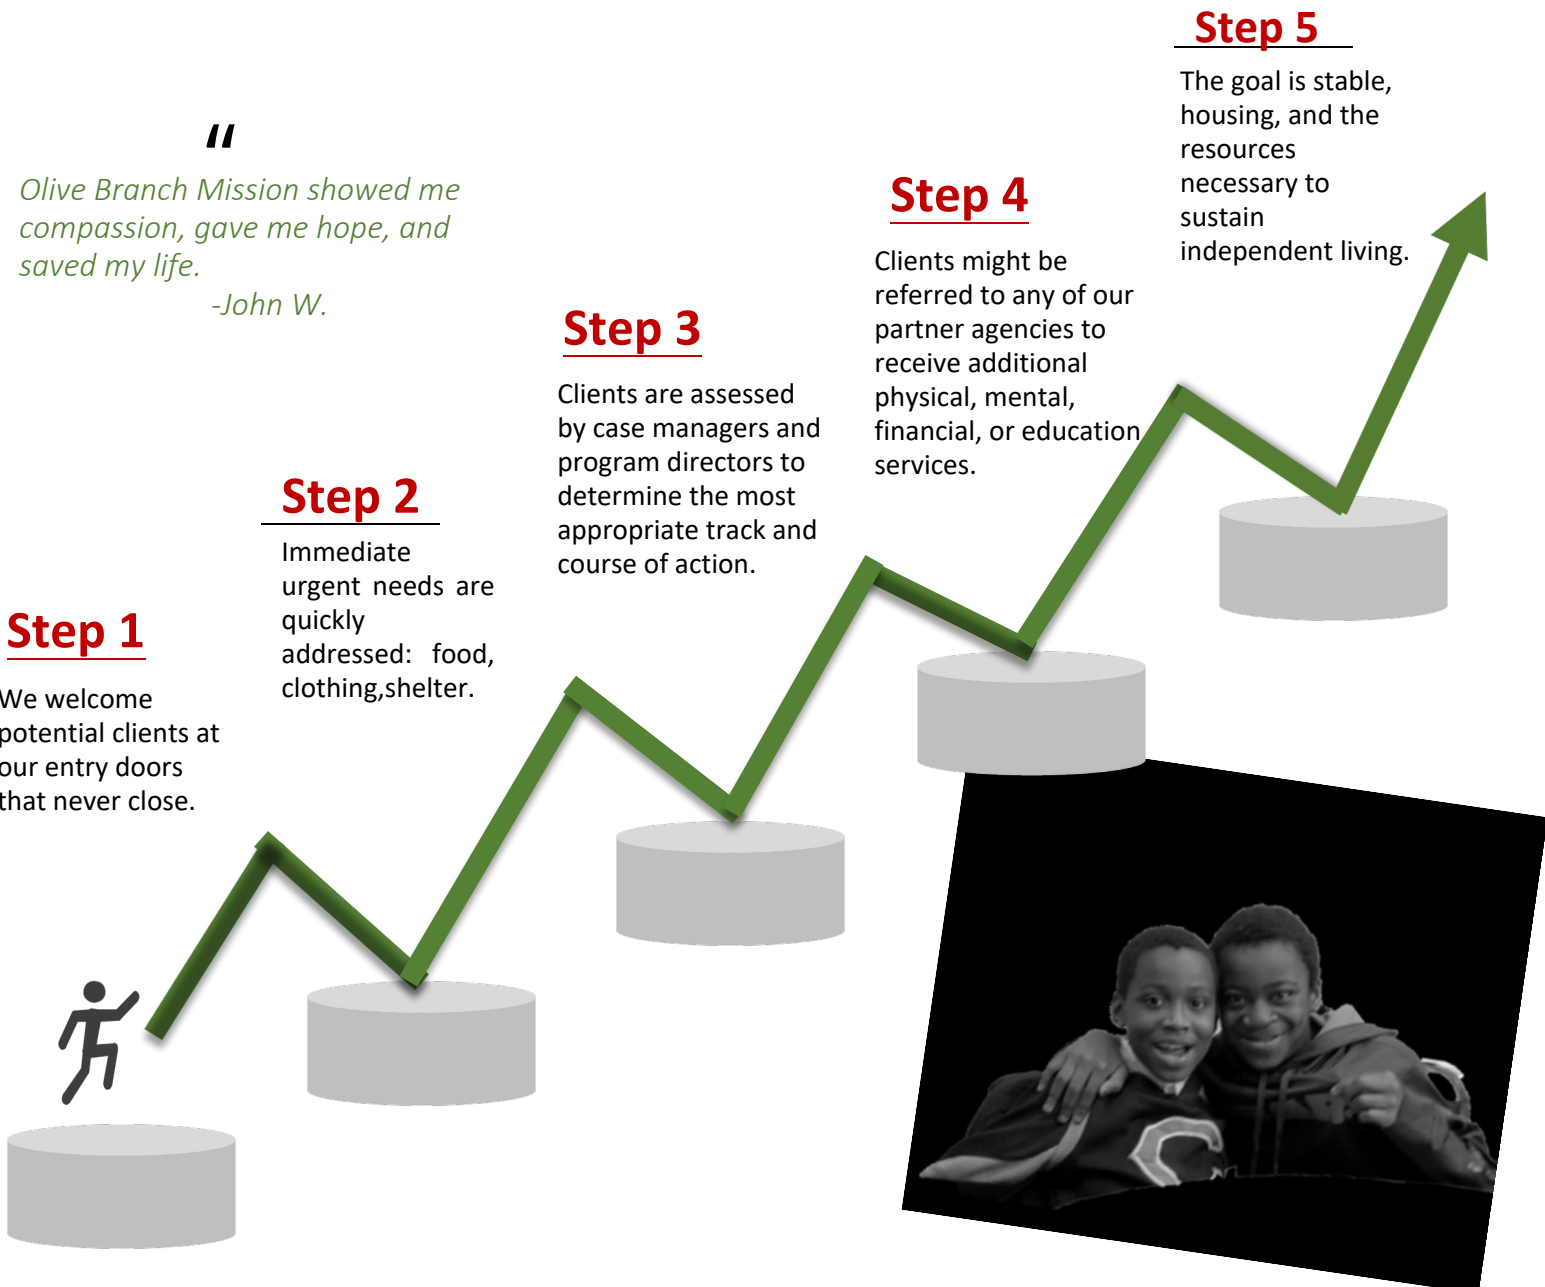 “
Olive Branch Mission showed me
compassion, gave me hope, and
saved my life.
-John W.
Step 1
We welcome
potential clients at
our entry doors
that never close.
Step 2
Immediate
urgent needs are
quickly
addressed: food,
clothing,shelter.
Step 3
Clients are assessed
by case managers and
program directors to
determine the most
appropriate track and
course of action.
Step 4
Clients might be
referred to any of our
partner agencies to
receive additional
physical, mental,
financial, or education
services.
Step 5
The goal is stable,
housing, and the
resources
necessary to
sustain
independent living.
C